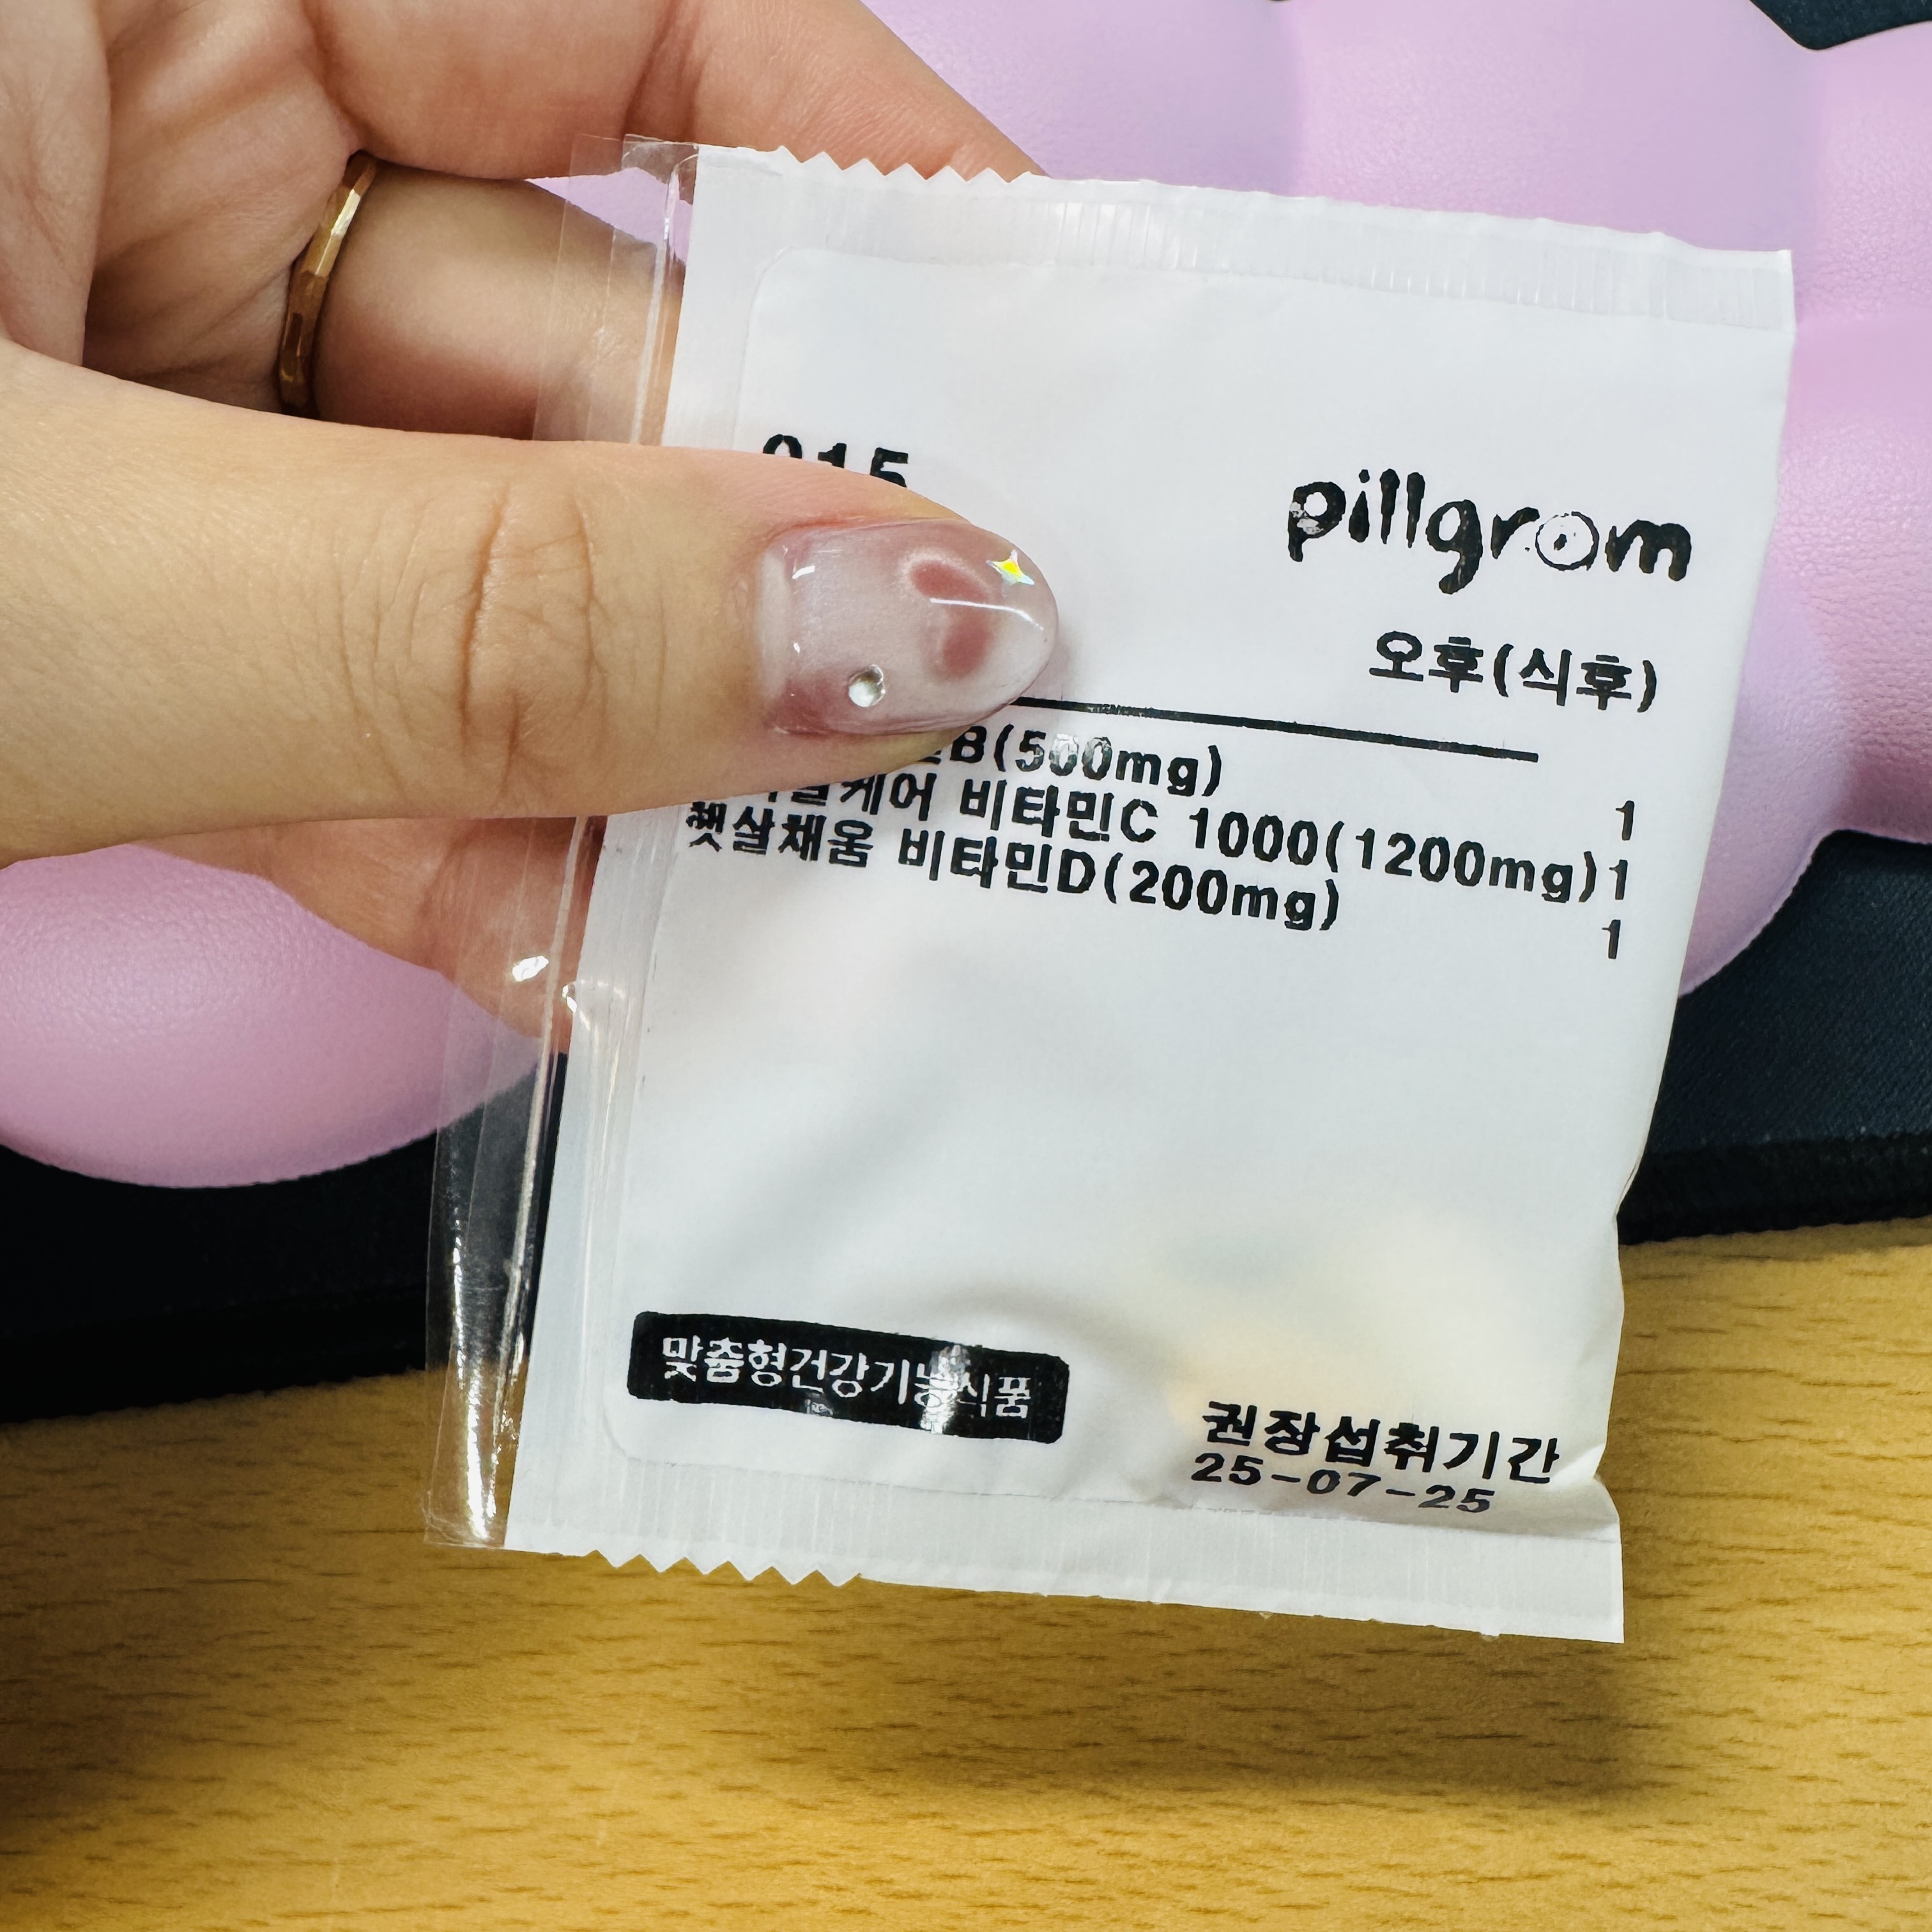 015
pillgram
오후(식후)
B(500mg) 1
케어 비타민C 1000(1200mg) 1
햇살채움 비타민D(200mg) 1
맞춤형건강기능식품
권장섭취기간
25-07-25